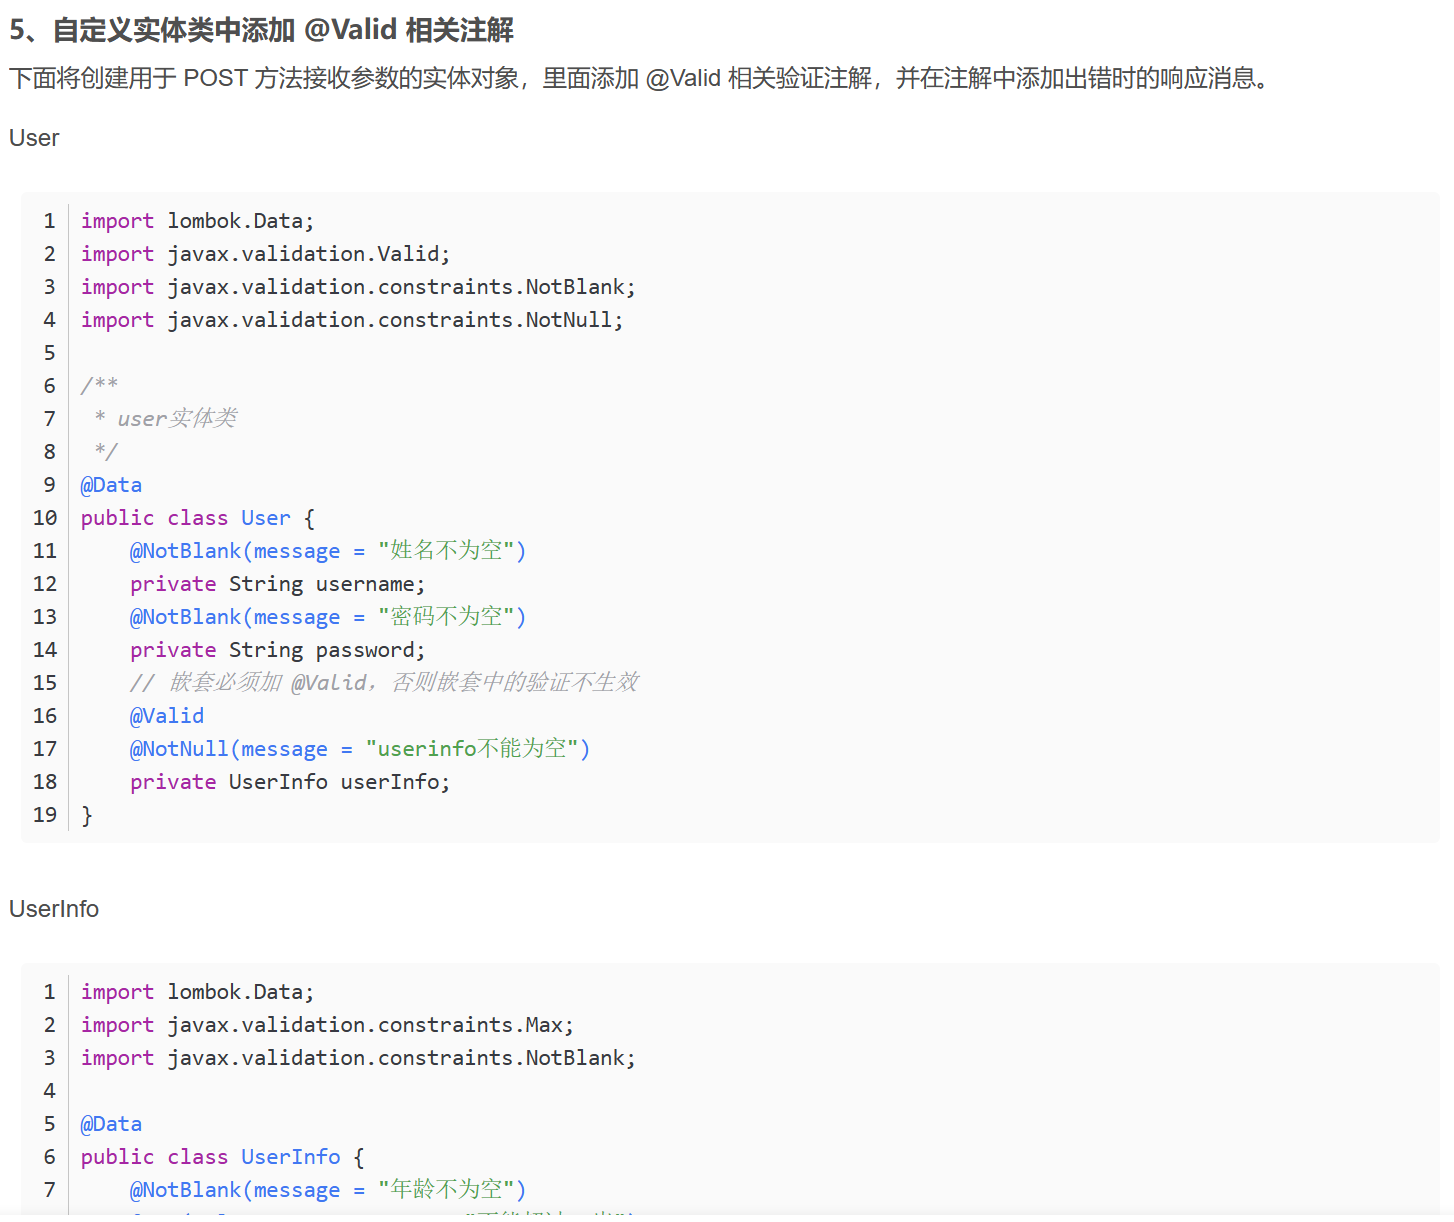 5、自定义实体类中添加 @Valid 相关注解
下面将创建用于 POST 方法接收参数的实体对象，里面添加 @Valid 相关验证注解，并在注解中添加出错时的响应消息。
User
1 import lombok.Data;
2 import javax.validation.Valid;
3 import javax.validation.constraints.NotBlank;
4 import javax.validation.constraints.NotNull;
5
6 /**
7  * user实体类
8  */
9 @Data
10 public class User {
11     @NotBlank(message = "姓名不为空")
12     private String username;
13     @NotBlank(message = "密码不为空")
14     private String password;
15     // 嵌套必须加 @Valid，否则嵌套中的验证不生效
16     @Valid
17     @NotNull(message = "userinfo不能为空")
18     private UserInfo userInfo;
19 }
UserInfo
1 import lombok.Data;
2 import javax.validation.constraints.Max;
3 import javax.validation.constraints.NotBlank;
4
5 @Data
6 public class UserInfo {
7     @NotBlank(message = "年龄不为空")